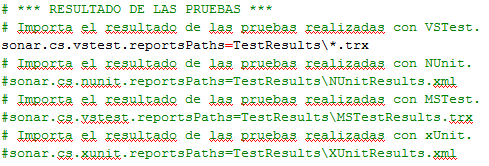 # *** RESULTADO DE LAS PRUEBAS ***
# Importa el resultado de las pruebas realizadas con VSTest.
sonar.cs.vstest.reportsPaths=TestResults\*.trx
# Importa el resultado de las pruebas realizadas con NUnit.
#sonar.cs.nunit.reportsPaths=TestResults\NUnitResults.xml
# Importa el resultado de las pruebas realizadas con MSTest.
#sonar.cs.vstest.reportsPaths=TestResults\MSTestResults.trx
# Importa el resultado de las pruebas realizadas con xUnit.
#sonar.cs.xunit.reportsPaths=TestResults\XUnitResults.xml